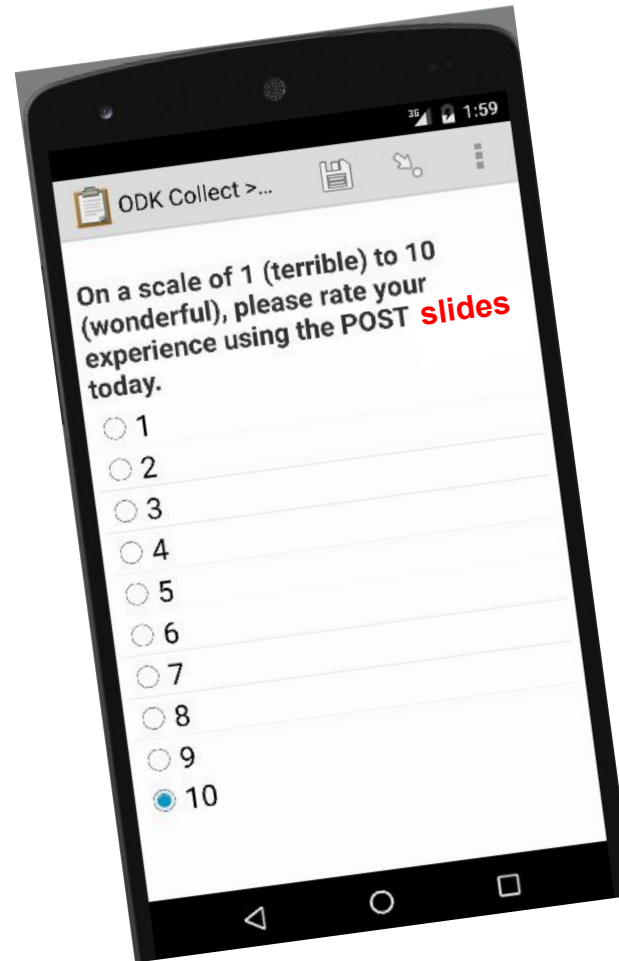 3G 1:59
ODK Collect >...
On a scale of 1 (terrible) to 10
(wonderful), please rate your
experience using the POST slides
today.
1
2
3
4
5
6
7
8
9
10